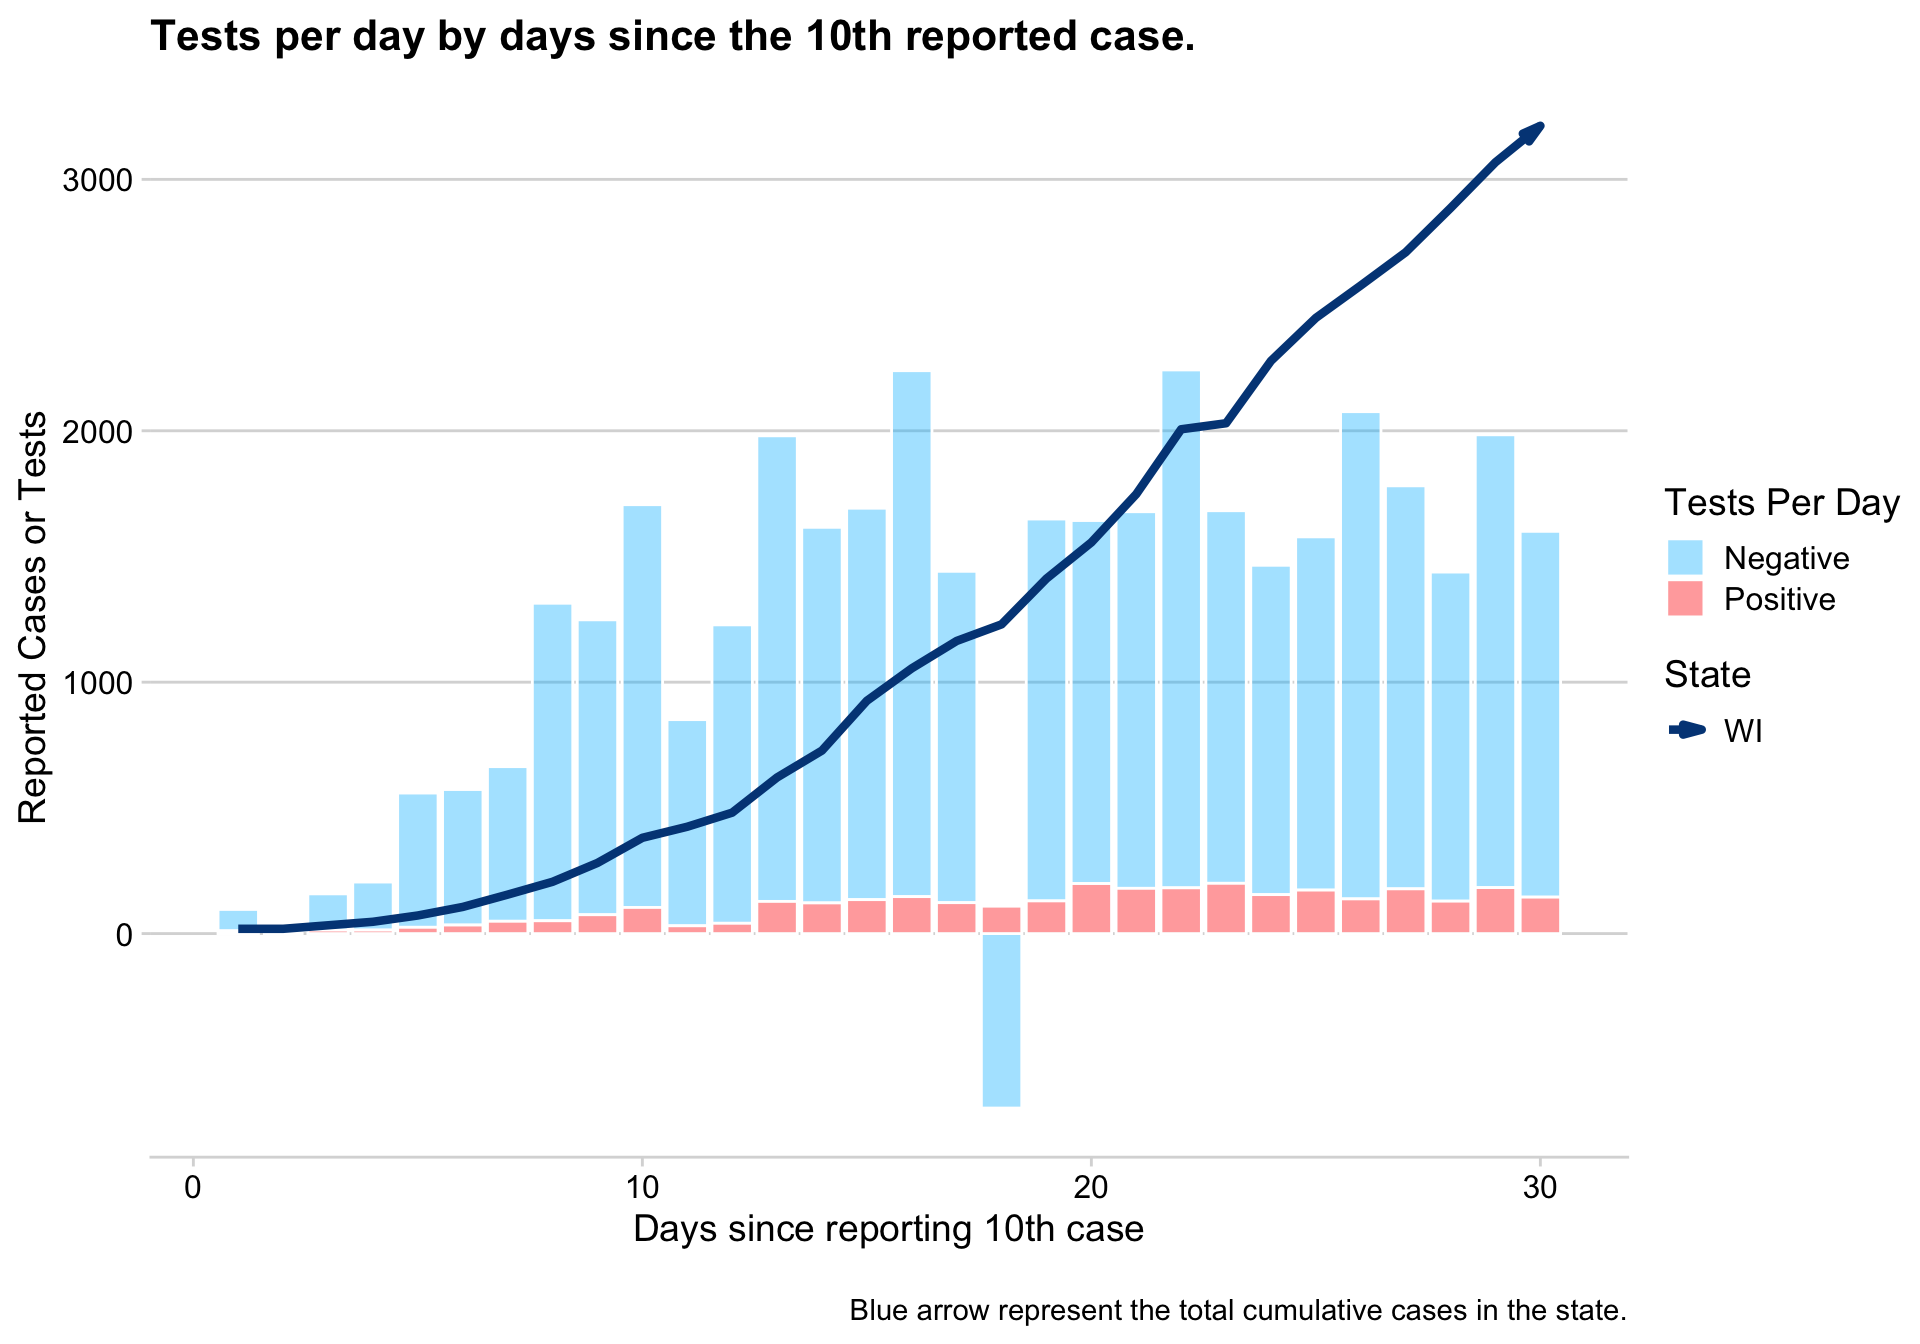 Tests per day by days since the 10th reported case.
Reported Cases or Tests
3000
2000
1000
0
0 10 20 30
Days since reporting 10th case
Tests Per Day
Negative
Positive
State
WI
Blue arrow represent the total cumulative cases in the state.